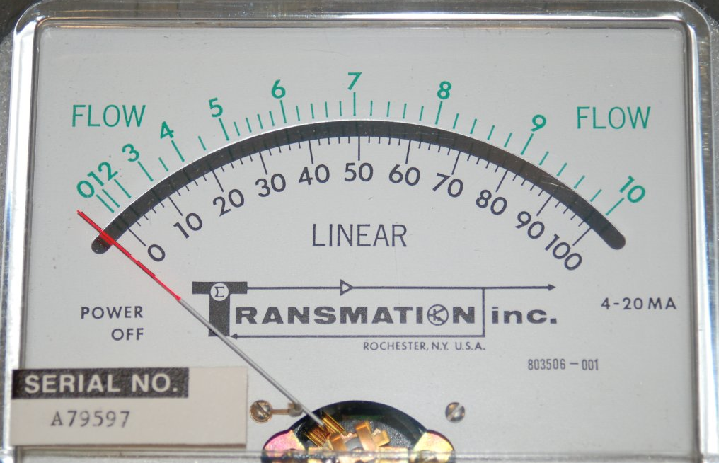 FLOW 0 1 2 3 4 5 6 7 8 9 10 FLOW
0 10 20 30 40 50 60 70 80 90 100
LINEAR
POWER
OFF
Σ
TRANSMATION inc.
ROCHESTER, N.Y. U.S.A.
4-20 MA
803506-001
SERIAL NO.
A79597